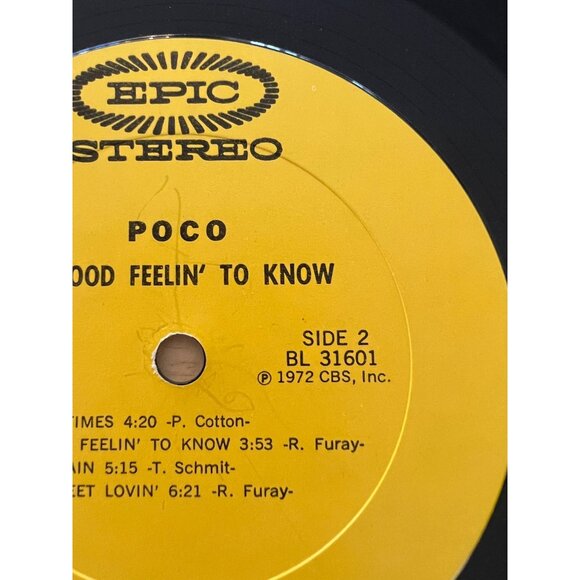 EPIC
STEREO
POCO
OOD FEELIN' TO KNOW
SIDE 2
BL 31601
℗ 1972 CBS, Inc.
TIMES 4:20 -P. Cotton-
FEELIN' TO KNOW 3:53 -R. Furay-
AIN 5:15 -T. Schmit-
EET LOVIN' 6:21 -R. Furay-